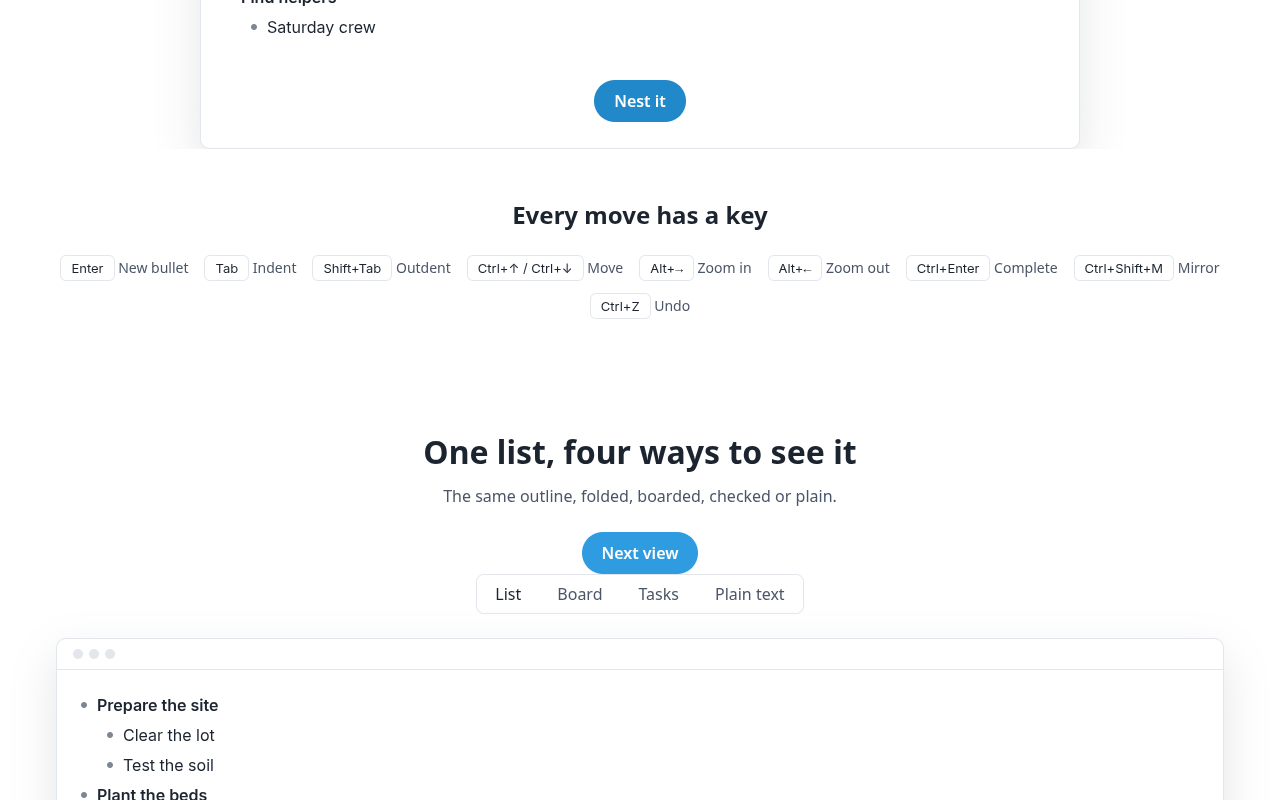 Find helpers
Saturday crew
Nest it
Every move has a key
Enter New bullet Tab Indent Shift+Tab Outdent Ctrl+↑ / Ctrl+↓ Move Alt+→ Zoom in Alt+← Zoom out Ctrl+Enter Complete Ctrl+Shift+M Mirror
Ctrl+Z Undo
One list, four ways to see it
The same outline, folded, boarded, checked or plain.
Next view
List Board Tasks Plain text
Prepare the site
Clear the lot
Test the soil
Plant the beds